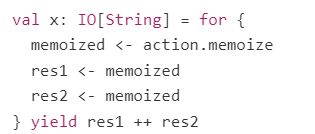 val x: IO[String] = for {
  memoized <- action.memoize
  res1 <- memoized
  res2 <- memoized
} yield res1 ++ res2